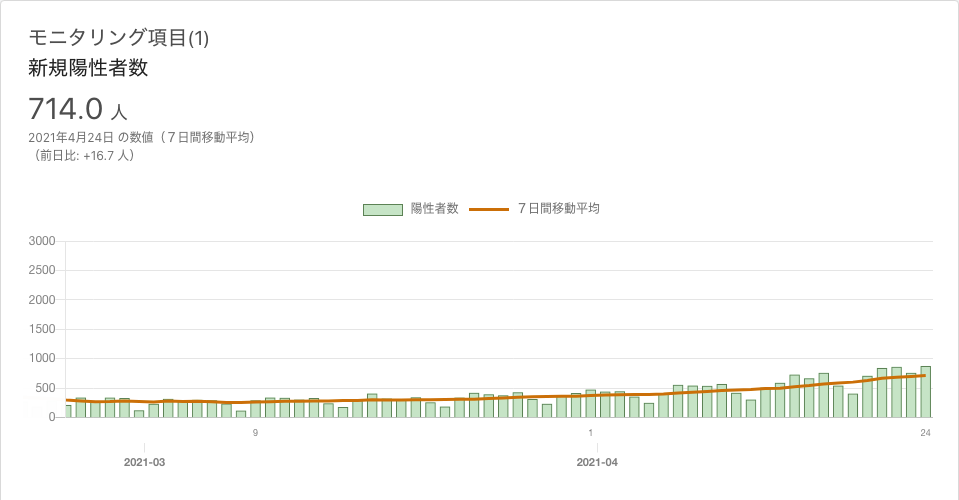 モニタリング項目(1)
新規陽性者数
714.0 人
2021年4月24日 の数値（７日間移動平均）
（前日比: +16.7 人）
陽性者数 ７日間移動平均
3000
2500
2000
1500
1000
500
0
9 1 24
2021-03 2021-04